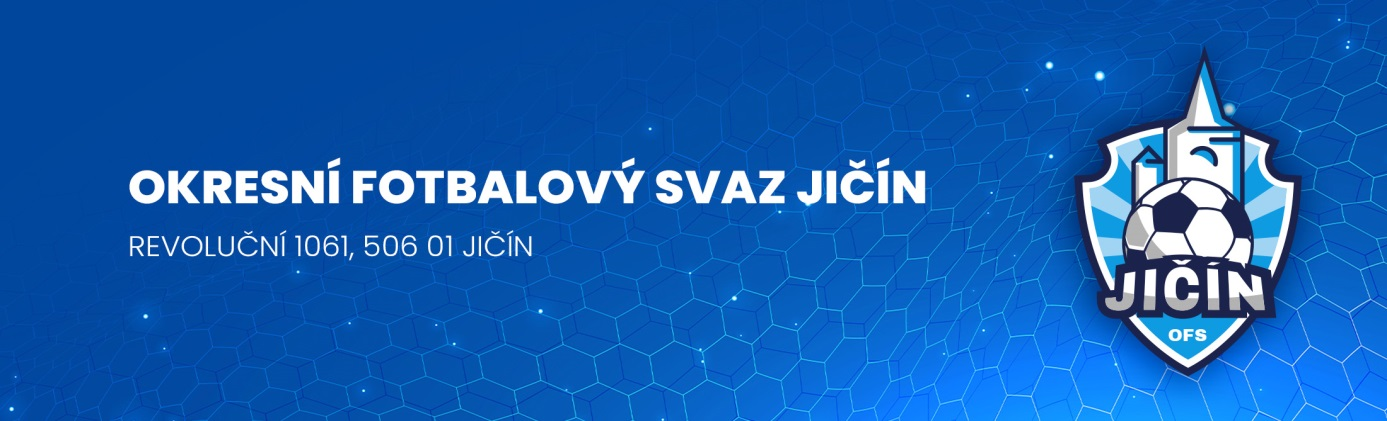 OKRESNÍ FOTBALOVÝ SVAZ JIČÍN
REVOLUČNÍ 1061, 506 01 JIČÍN
JIČÍN
OFS